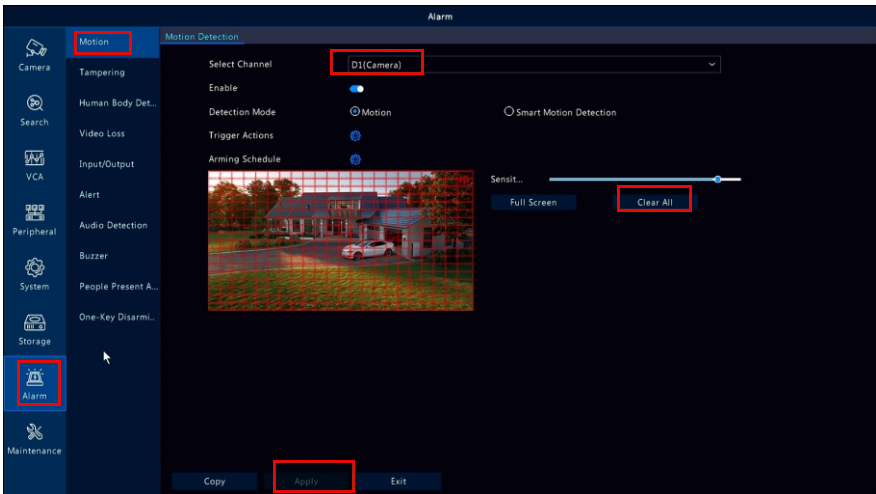 Alarm
Camera
Search
VCA
Peripheral
System
Storage
Alarm
Maintenance
Motion
Tampering
Human Body Det...
Video Loss
Input/Output
Alert
Audio Detection
Buzzer
People Present A...
One-Key Disarmi..
Motion Detection
Select Channel D1(Camera)
Enable
Detection Mode Motion Smart Motion Detection
Trigger Actions
Arming Schedule
Sensit...
Full Screen Clear All
Copy Apply Exit